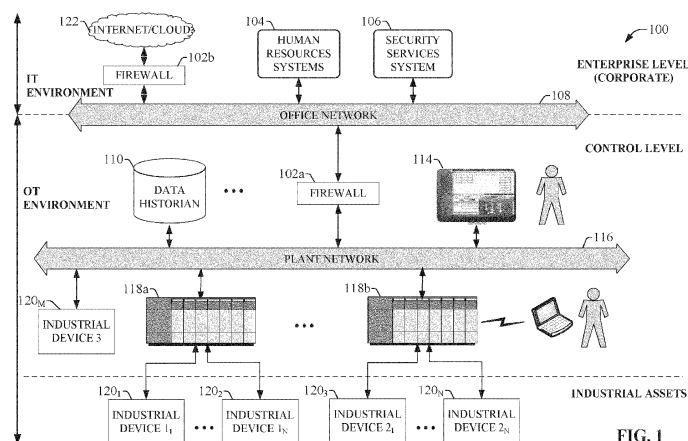 122
INTERNET/CLOUD
104
106
100
HUMAN
RESOURCES
SYSTEMS
SECURITY
SERVICES
SYSTEM
102b
FIREWALL
ENTERPRISE LEVEL
(CORPORATE)
IT
ENVIRONMENT
108
OFFICE NETWORK
CONTROL LEVEL
110
DATA
HISTORIAN
102a
FIREWALL
114
OT
ENVIRONMENT
116
PLANT NETWORK
120M
118a
118b
INDUSTRIAL
DEVICE 3
INDUSTRIAL ASSETS
1201
1202
1203
120N
INDUSTRIAL
DEVICE 11
INDUSTRIAL
DEVICE 1N
INDUSTRIAL
DEVICE 21
INDUSTRIAL
DEVICE 2N
FIG. 1